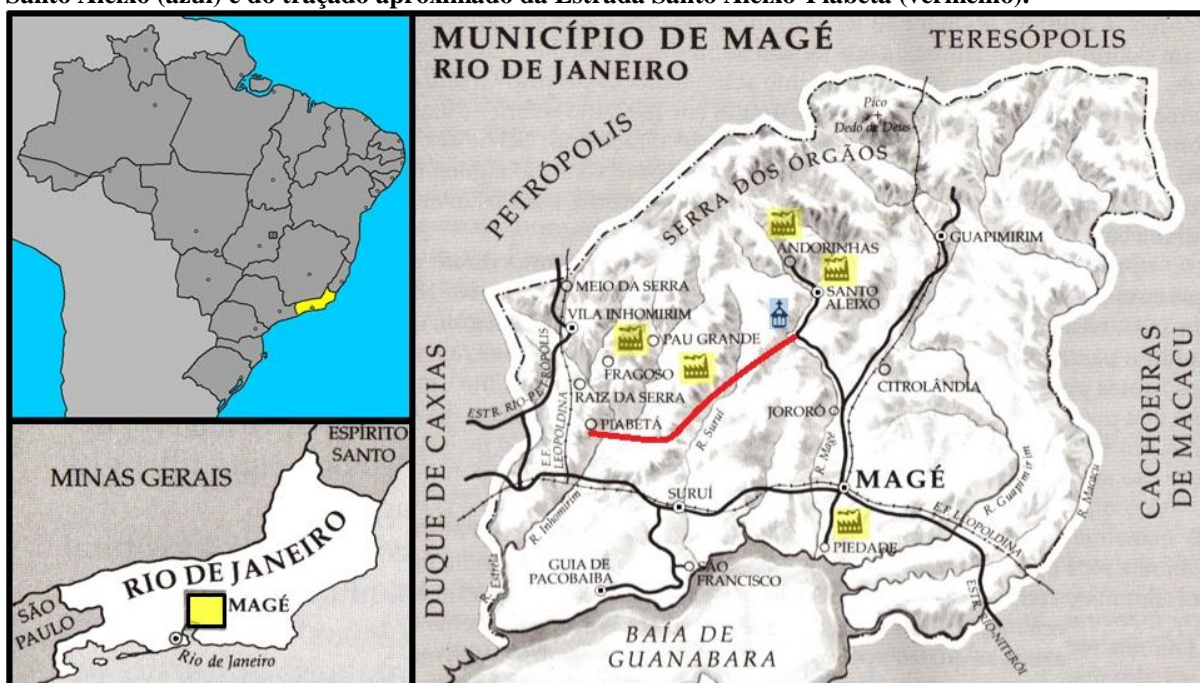 Santo Aleixo (azul) e do traçado aproximado da Estrada Santo Aleixo-Piabetá (vermelho).
MUNICÍPIO DE MAGÉ
RIO DE JANEIRO
TERESÓPOLIS
PETRÓPOLIS
Pico
Dedo de Deus
SERRA DOS ÓRGÃOS
ANDORINHAS
GUAPIMIRIM
SANTO
ALEIXO
MEIO DA SERRA
VILA INHOMIRIM
PAU GRANDE
FRAGOSO
CITROLÂNDIA
RAIZ DA SERRA
ESTR. RIO-PETRÓPOLIS
PIABETÁ
JORORÓ
E.F.
LEOPOLDINA
R. Suruí
R. Magé
MAGÉ
SURUÍ
R. Inhomirim
R. Guapimirim
R. Macacu
E.F. LEOPOLDINA
PIEDADE
GUIA DE
PACOBAIBA
SÃO
FRANCISCO
R. Estrela
ESTR.
RIO-NITERÓI
BAÍA DE
GUANABARA
DUQUE DE CAXIAS
CACHOEIRAS
DE MACACU
MINAS GERAIS
ESPÍRITO
SANTO
RIO DE JANEIRO
MAGÉ
SÃO
PAULO
Rio de Janeiro